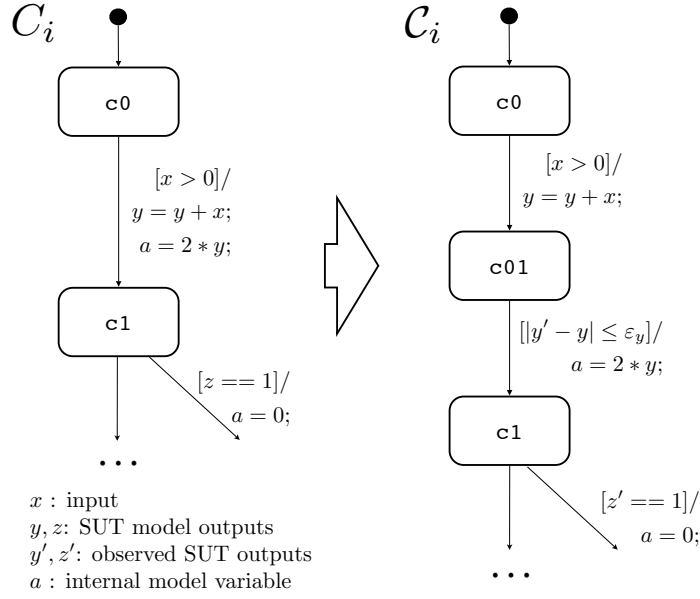 C_i
c0
[x > 0]/
y = y + x;
a = 2 * y;
c1
[z == 1]/
a = 0;
...
x : input
y, z: SUT model outputs
y′, z′: observed SUT outputs
a : internal model variable
𝒞_i
c0
[x > 0]/
y = y + x;
c01
[|y′ − y| ≤ ε_y]/
a = 2 * y;
c1
[z′ == 1]/
a = 0;
...